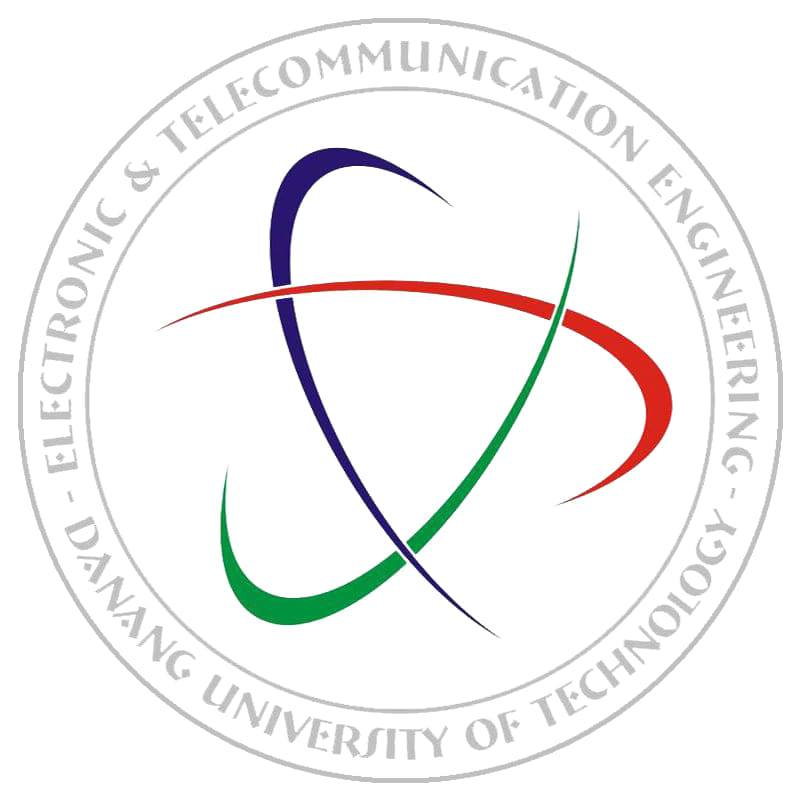 ELECTRONIC & TELECOMMUNICATION ENGINEERING
- DANANG UNIVERSITY OF TECHNOLOGY -